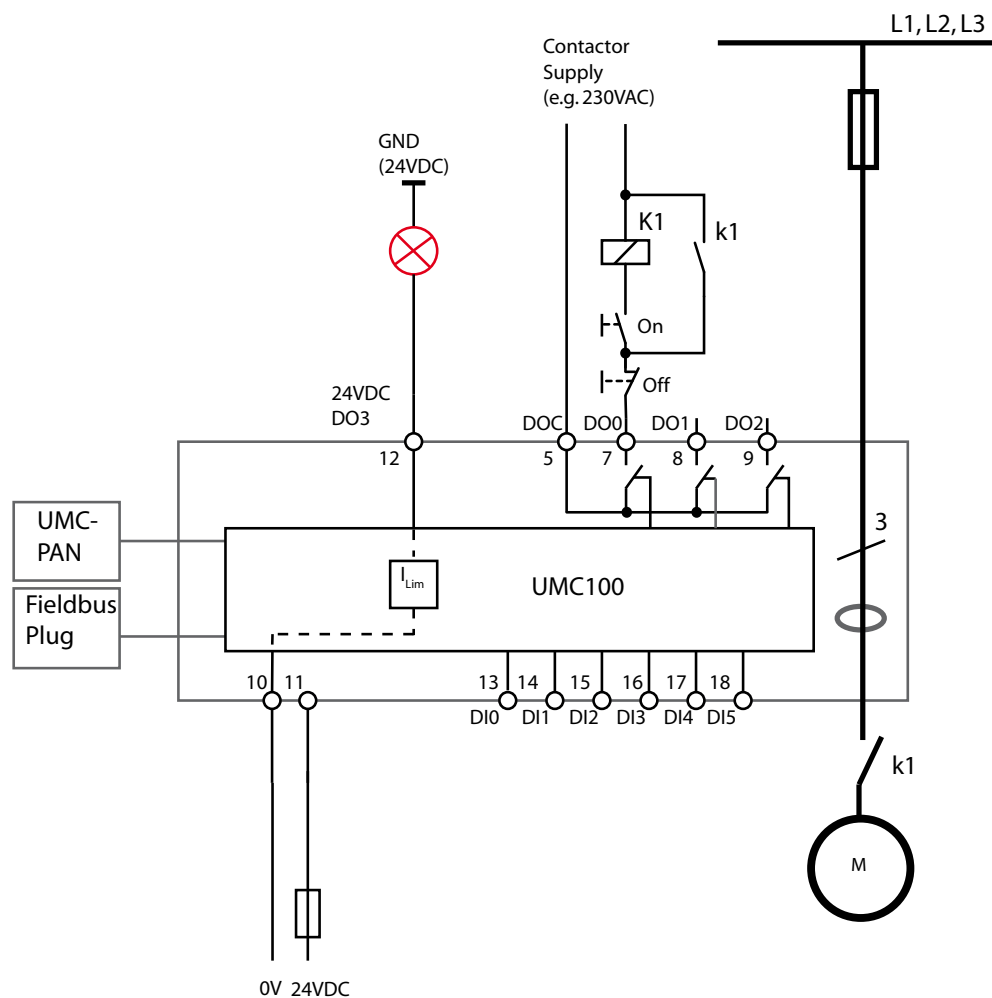 L1, L2, L3
Contactor
Supply
(e.g. 230VAC)
GND
(24VDC)
K1
k1
On
Off
24VDC
DO3
DOC
DO0
DO1
DO2
12
5
7
8
9
UMC-
PAN
3
I Lim
UMC100
Fieldbus
Plug
10
11
13
14
15
16
17
18
DI0
DI1
DI2
DI3
DI4
DI5
k1
M
0V
24VDC